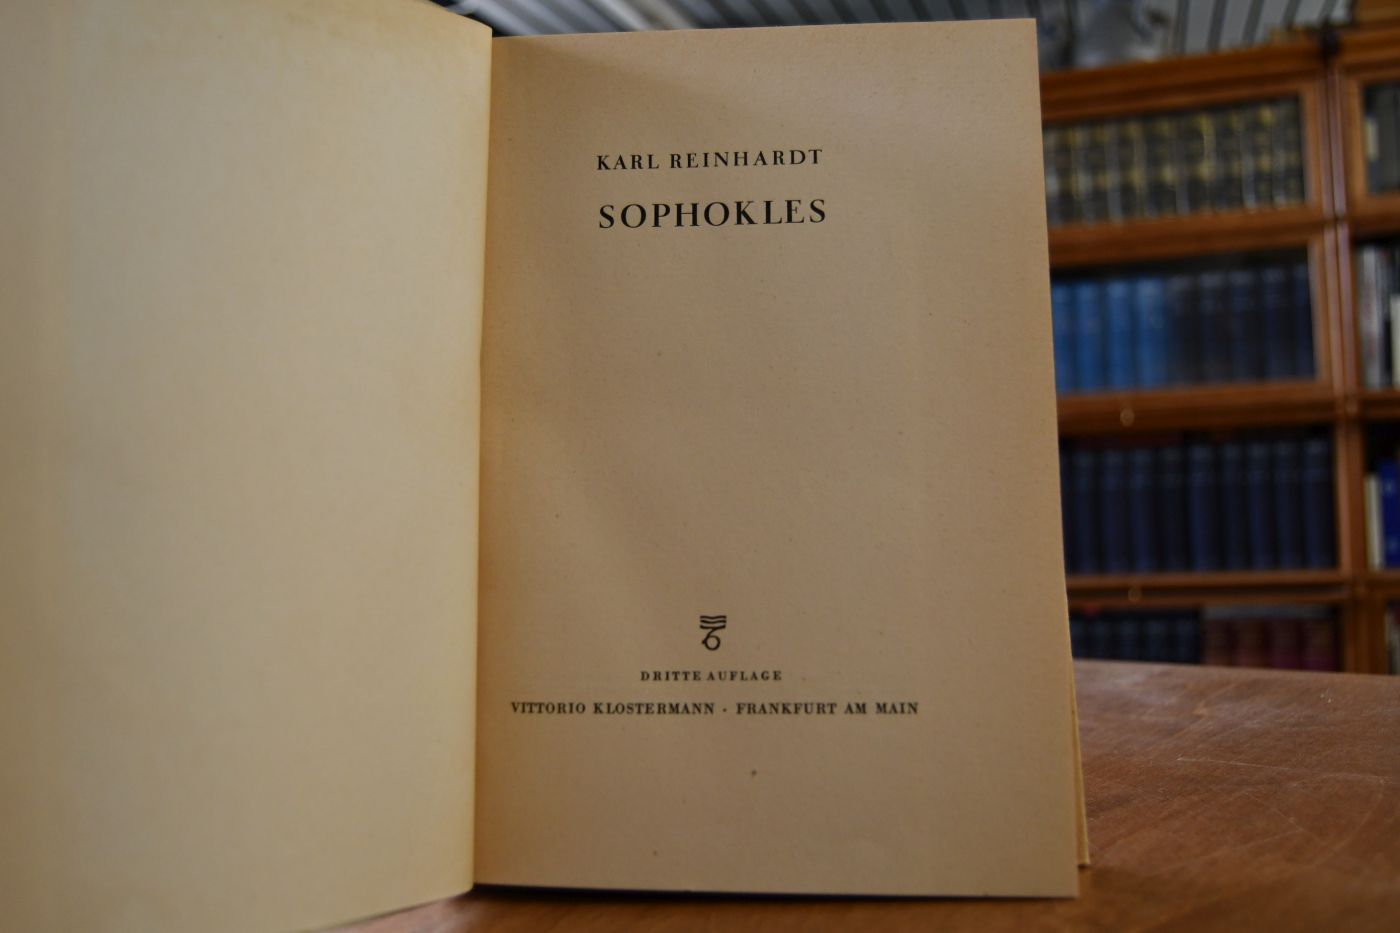 KARL REINHARDT
SOPHOKLES
DRITTE AUFLAGE
VITTORIO KLOSTERMANN · FRANKFURT AM MAIN